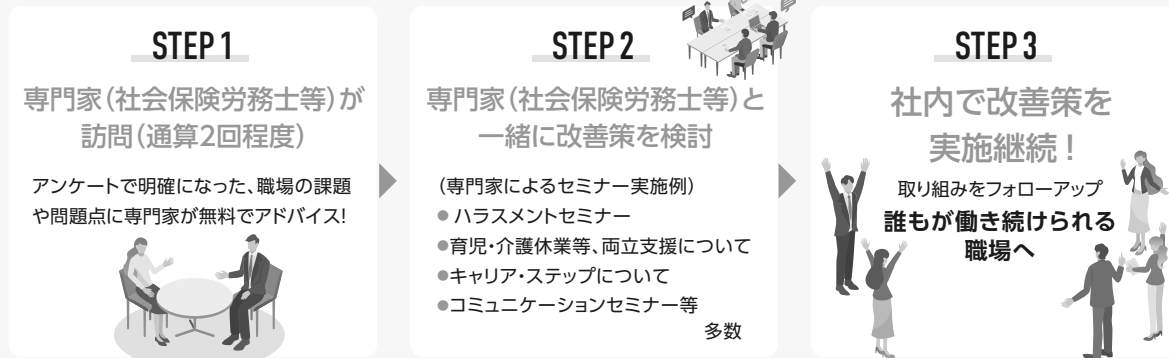 STEP 1
専門家(社会保険労務士等)が
訪問(通算2回程度)
アンケートで明確になった、職場の課題
や問題点に専門家が無料でアドバイス!
STEP 2
専門家(社会保険労務士等)と
一緒に改善策を検討
(専門家によるセミナー実施例)
●ハラスメントセミナー
●育児・介護休業等、両立支援について
●キャリア・ステップについて
●コミュニケーションセミナー等
多数
STEP 3
社内で改善策を
実施継続!
取り組みをフォローアップ
誰もが働き続けられる
職場へ